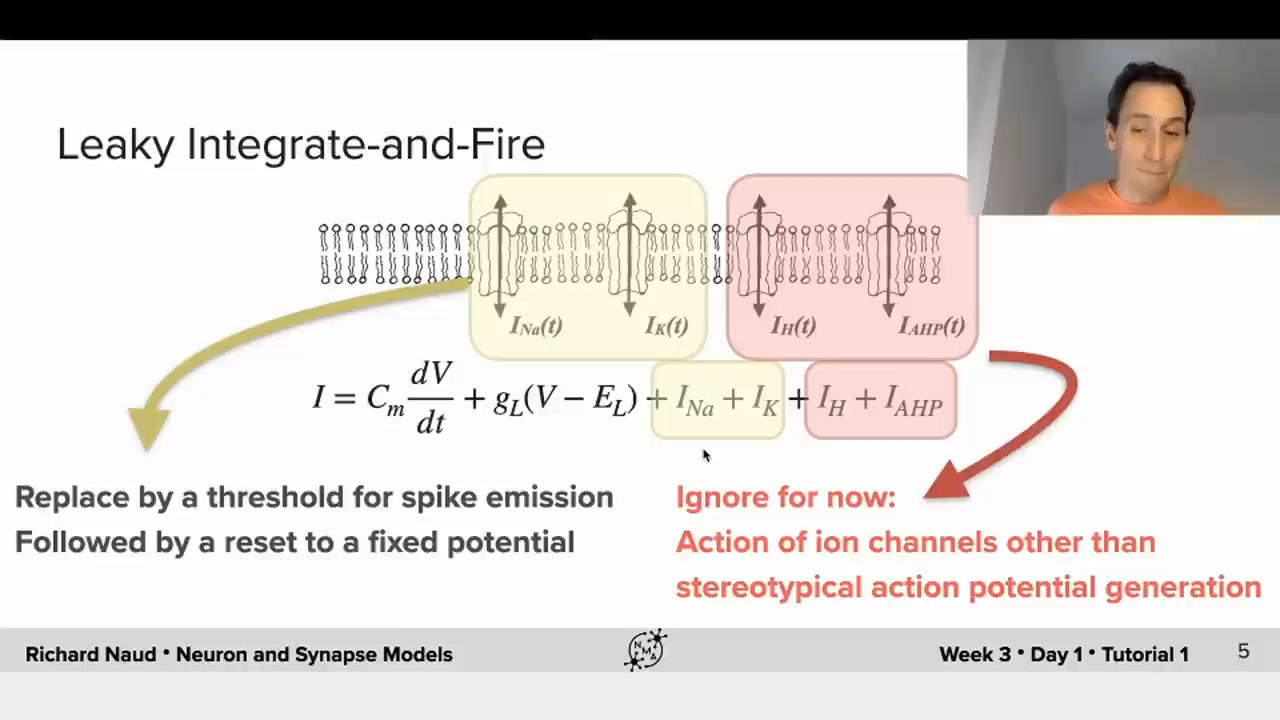 Leaky Integrate-and-Fire
I_Na(t) I_K(t) I_H(t) I_AHP(t)
I = C_m dV/dt + g_L(V − E_L) + I_Na + I_K + I_H + I_AHP
Replace by a threshold for spike emission
Followed by a reset to a fixed potential
Ignore for now:
Action of ion channels other than
stereotypical action potential generation
Richard Naud • Neuron and Synapse Models
NMA
Week 3 • Day 1 • Tutorial 1
5